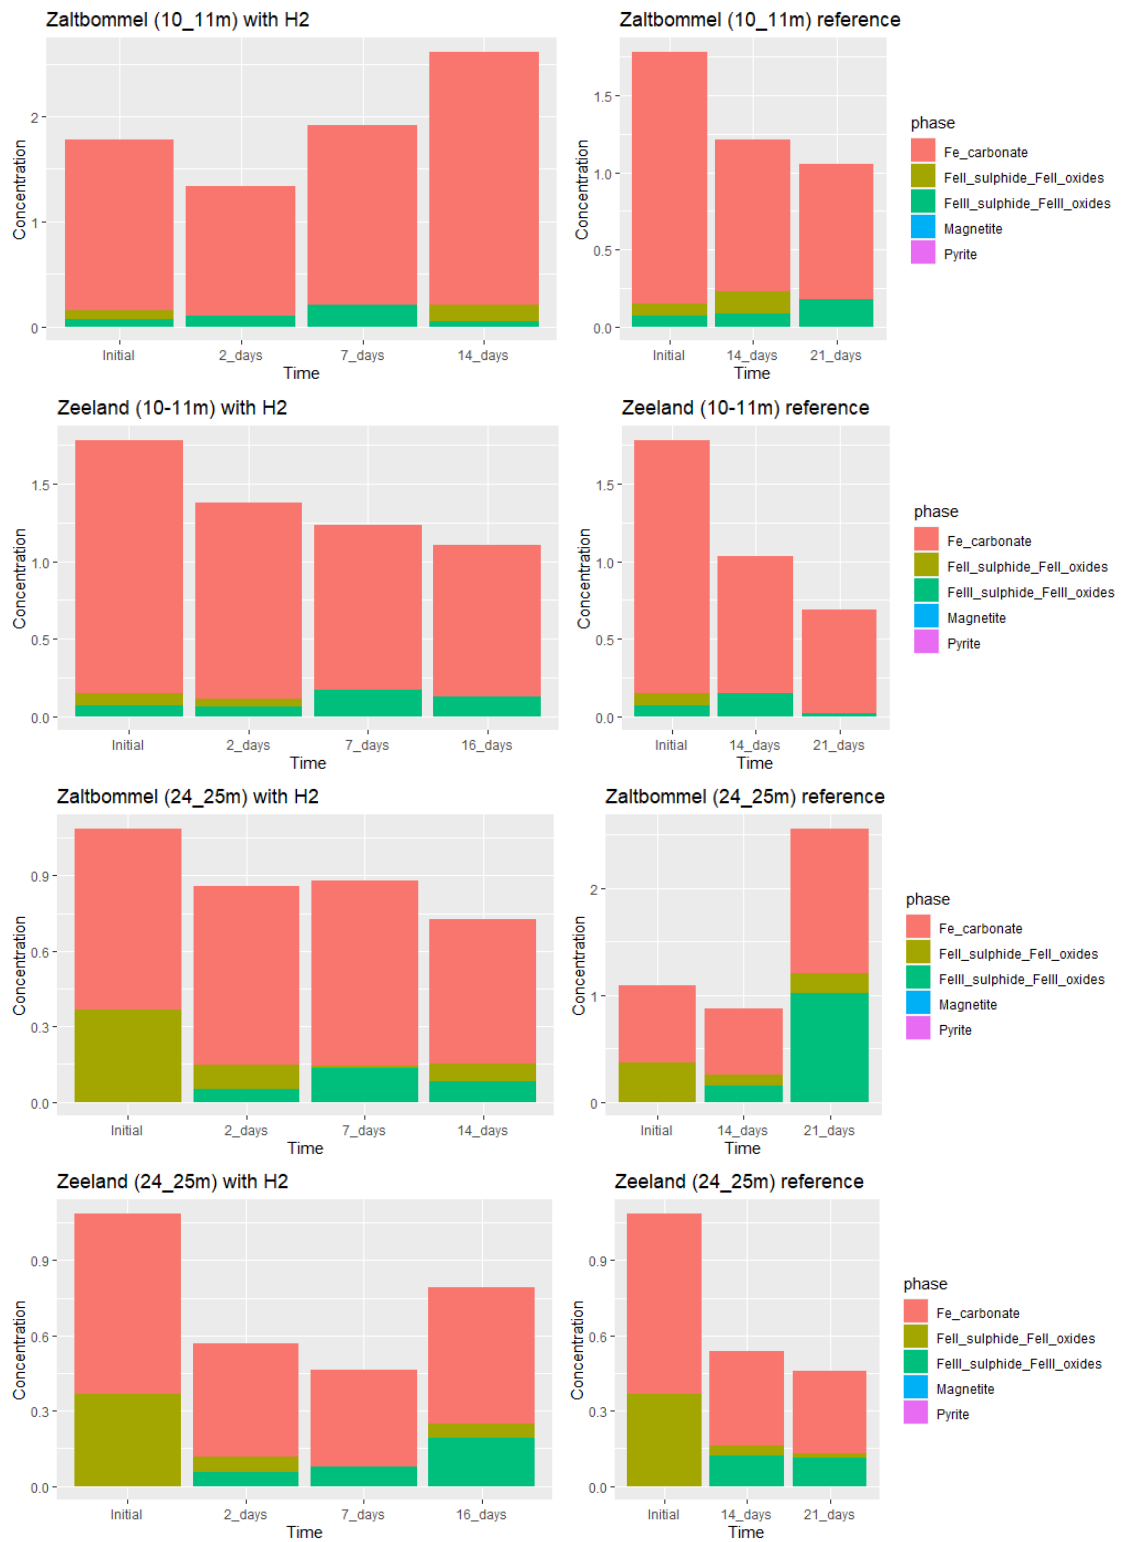 Zaltbommel (10_11m) with H2
Concentration
2
1
0
Initial
2_days
7_days
14_days
Time
Zaltbommel (10_11m) reference
Concentration
1.5
1.0
0.5
0.0
Initial
14_days
21_days
Time
phase
Fe_carbonate
FeII_sulphide_FeII_oxides
FeIII_sulphide_FeIII_oxides
Magnetite
Pyrite
Zeeland (10-11m) with H2
Concentration
1.5
1.0
0.5
0.0
Initial
2_days
7_days
16_days
Time
Zeeland (10-11m) reference
Concentration
1.5
1.0
0.5
0.0
Initial
14_days
21_days
Time
phase
Fe_carbonate
FeII_sulphide_FeII_oxides
FeIII_sulphide_FeIII_oxides
Magnetite
Pyrite
Zaltbommel (24_25m) with H2
Concentration
0.9
0.6
0.3
0.0
Initial
2_days
7_days
14_days
Time
Zaltbommel (24_25m) reference
Concentration
2
1
0
Initial
14_days
21_days
Time
phase
Fe_carbonate
FeII_sulphide_FeII_oxides
FeIII_sulphide_FeIII_oxides
Magnetite
Pyrite
Zeeland (24_25m) with H2
Concentration
0.9
0.6
0.3
0.0
Initial
2_days
7_days
16_days
Time
Zeeland (24_25m) reference
Concentration
0.9
0.6
0.3
0.0
Initial
14_days
21_days
Time
phase
Fe_carbonate
FeII_sulphide_FeII_oxides
FeIII_sulphide_FeIII_oxides
Magnetite
Pyrite